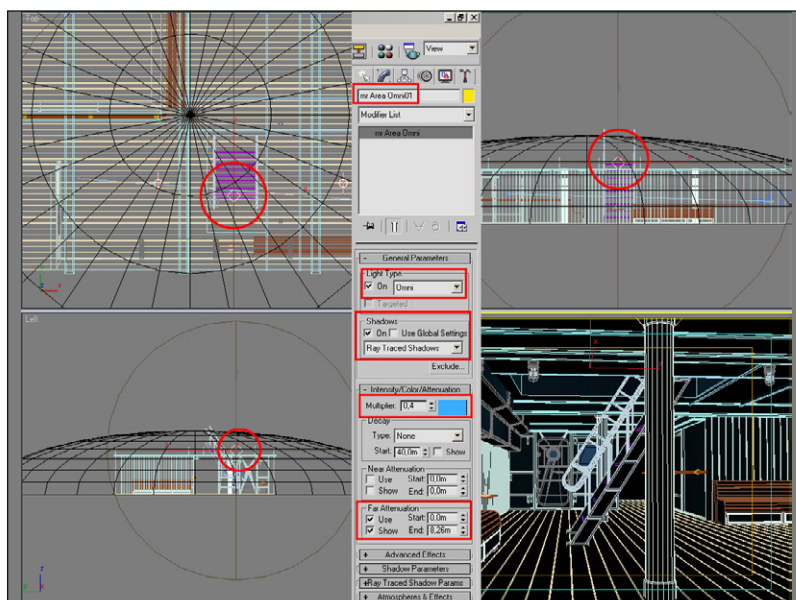 Top
View
mr Area Omni01
Modifier List
mr Area Omni
- General Parameters
Light Type
On Omni
Targeted
Shadows
On Use Global Settings
Ray Traced Shadows
Exclude...
- Intensity/Color/Attenuation
Multiplier: 0,4
Decay
Type: None
Start: 40,0m Show
Near Attenuation
Use Start: 0,0m
Show End: 0,0m
Far Attenuation
Use Start: 0,0m
Show End: 8,26m
+ Advanced Effects
+ Shadow Parameters
+ Ray Traced Shadow Params
+ Atmospheres & Effects
Left
z
y
x
x